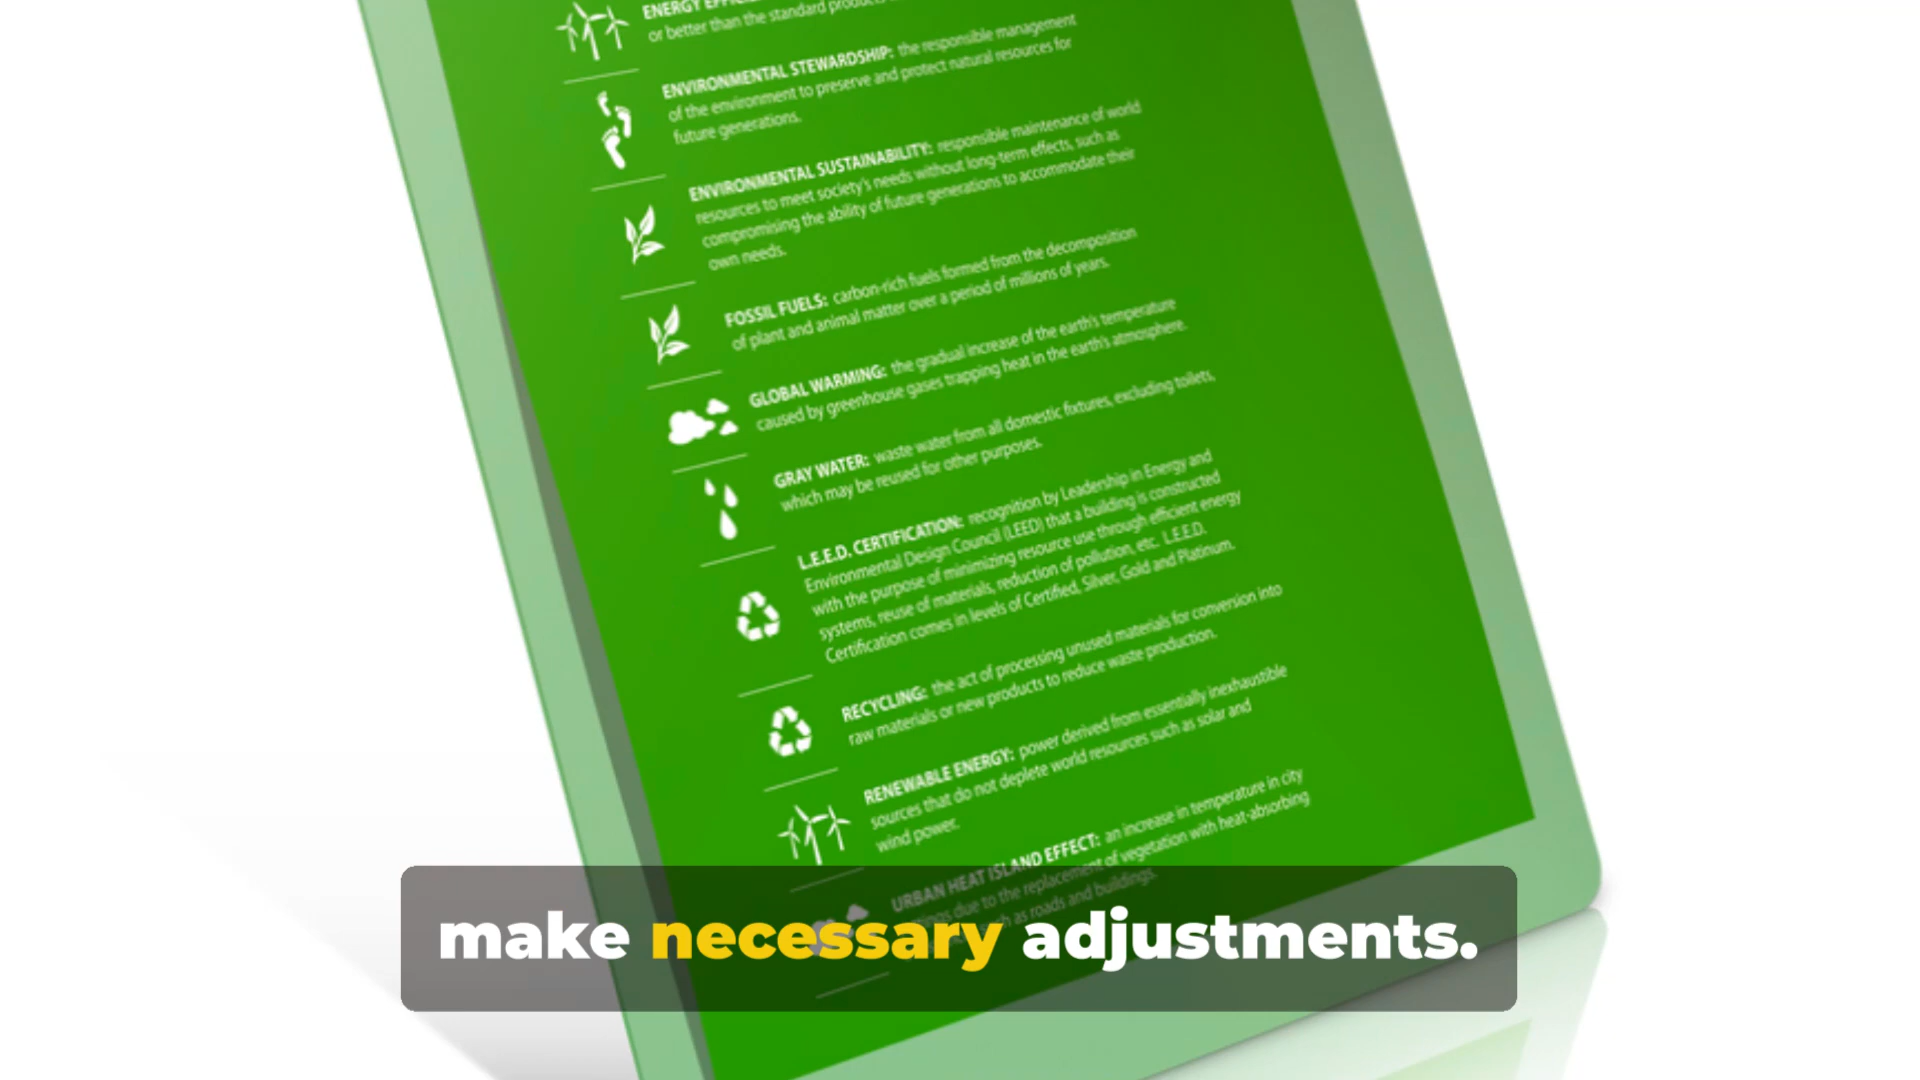 ENERGY
or better than the standard
ENVIRONMENTAL STEWARDSHIP: the responsible management
of the environment to preserve and protect natural resources for
future generations.
ENVIRONMENTAL SUSTAINABILITY: responsible maintenance of world
resources to meet society's needs without long-term effects, such as
compromising the ability of future generations to accommodate their
own needs.
FOSSIL FUELS: carbon-rich fuels formed from the decomposition
of plant and animal matter over a period of millions of years.
GLOBAL WARMING: the gradual increase of the earth's temperature
caused by greenhouse gases trapping heat in the earth's atmosphere.
GRAY WATER: waste water from all domestic fixtures, excluding toilets,
which may be reused for other purposes.
L.E.E.D. CERTIFICATION: recognition by Leadership in Energy and
Environmental Design Council (LEED) that a building is constructed
with the purpose of minimizing resource use through efficient energy
systems, reuse of materials, reduction of pollution, etc. L.E.E.D.
Certification comes in levels of Certified, Silver, Gold and Platinum.
RECYCLING: the act of processing unused materials for conversion into
raw materials or new products to reduce waste production.
RENEWABLE ENERGY: power derived from essentially inexhaustible
sources that do not deplete world resources such as solar and
wind power.
URBAN HEAT ISLAND EFFECT: an increase in temperature in city
due to the replacement of vegetation with heat-absorbing
as roads and buildings.
make necessary adjustments.